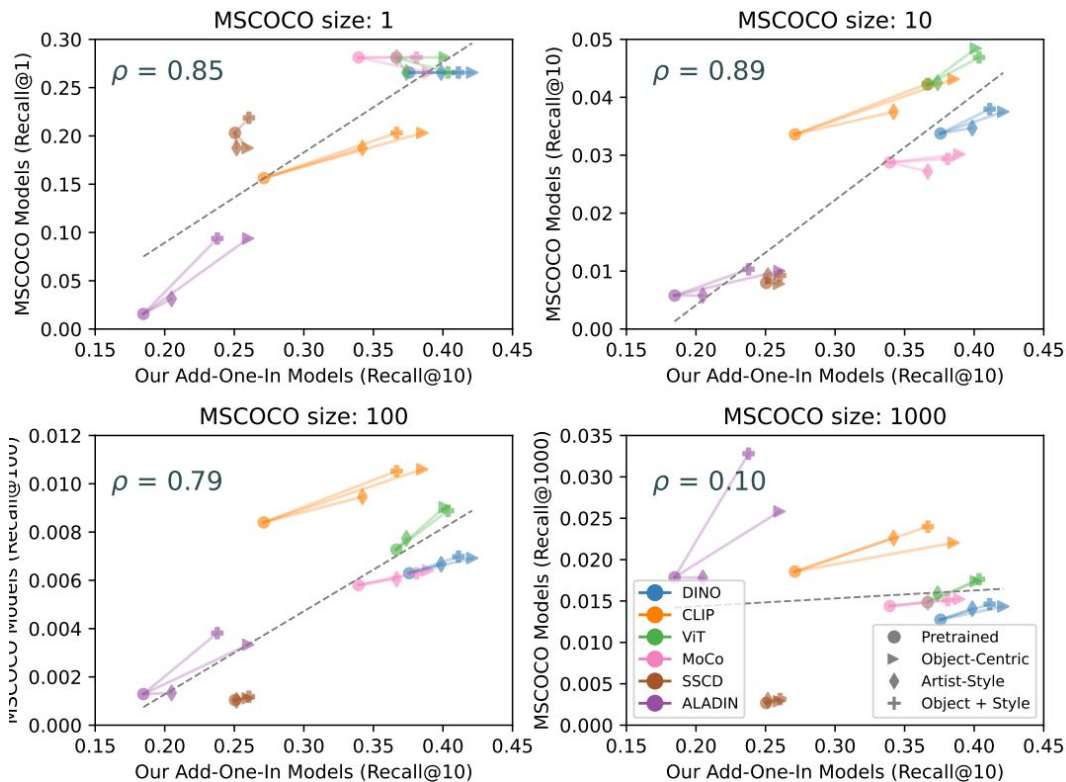 MSCOCO size: 1
ρ = 0.85
MSCOCO Models (Recall@1)
0.30
0.25
0.20
0.15
0.10
0.05
0.00
0.15 0.20 0.25 0.30 0.35 0.40 0.45
Our Add-One-In Models (Recall@10)
MSCOCO size: 10
ρ = 0.89
MSCOCO Models (Recall@10)
0.05
0.04
0.03
0.02
0.01
0.00
0.15 0.20 0.25 0.30 0.35 0.40 0.45
Our Add-One-In Models (Recall@10)
MSCOCO size: 100
ρ = 0.79
MSCOCO Models (Recall@100)
0.012
0.010
0.008
0.006
0.004
0.002
0.000
0.15 0.20 0.25 0.30 0.35 0.40 0.45
Our Add-One-In Models (Recall@10)
MSCOCO size: 1000
ρ = 0.10
MSCOCO Models (Recall@1000)
0.035
0.030
0.025
0.020
0.015
0.010
0.005
0.000
DINO
CLIP
ViT
MoCo
SSCD
ALADIN
Pretrained
Object-Centric
Artist-Style
Object + Style
0.15 0.20 0.25 0.30 0.35 0.40 0.45
Our Add-One-In Models (Recall@10)